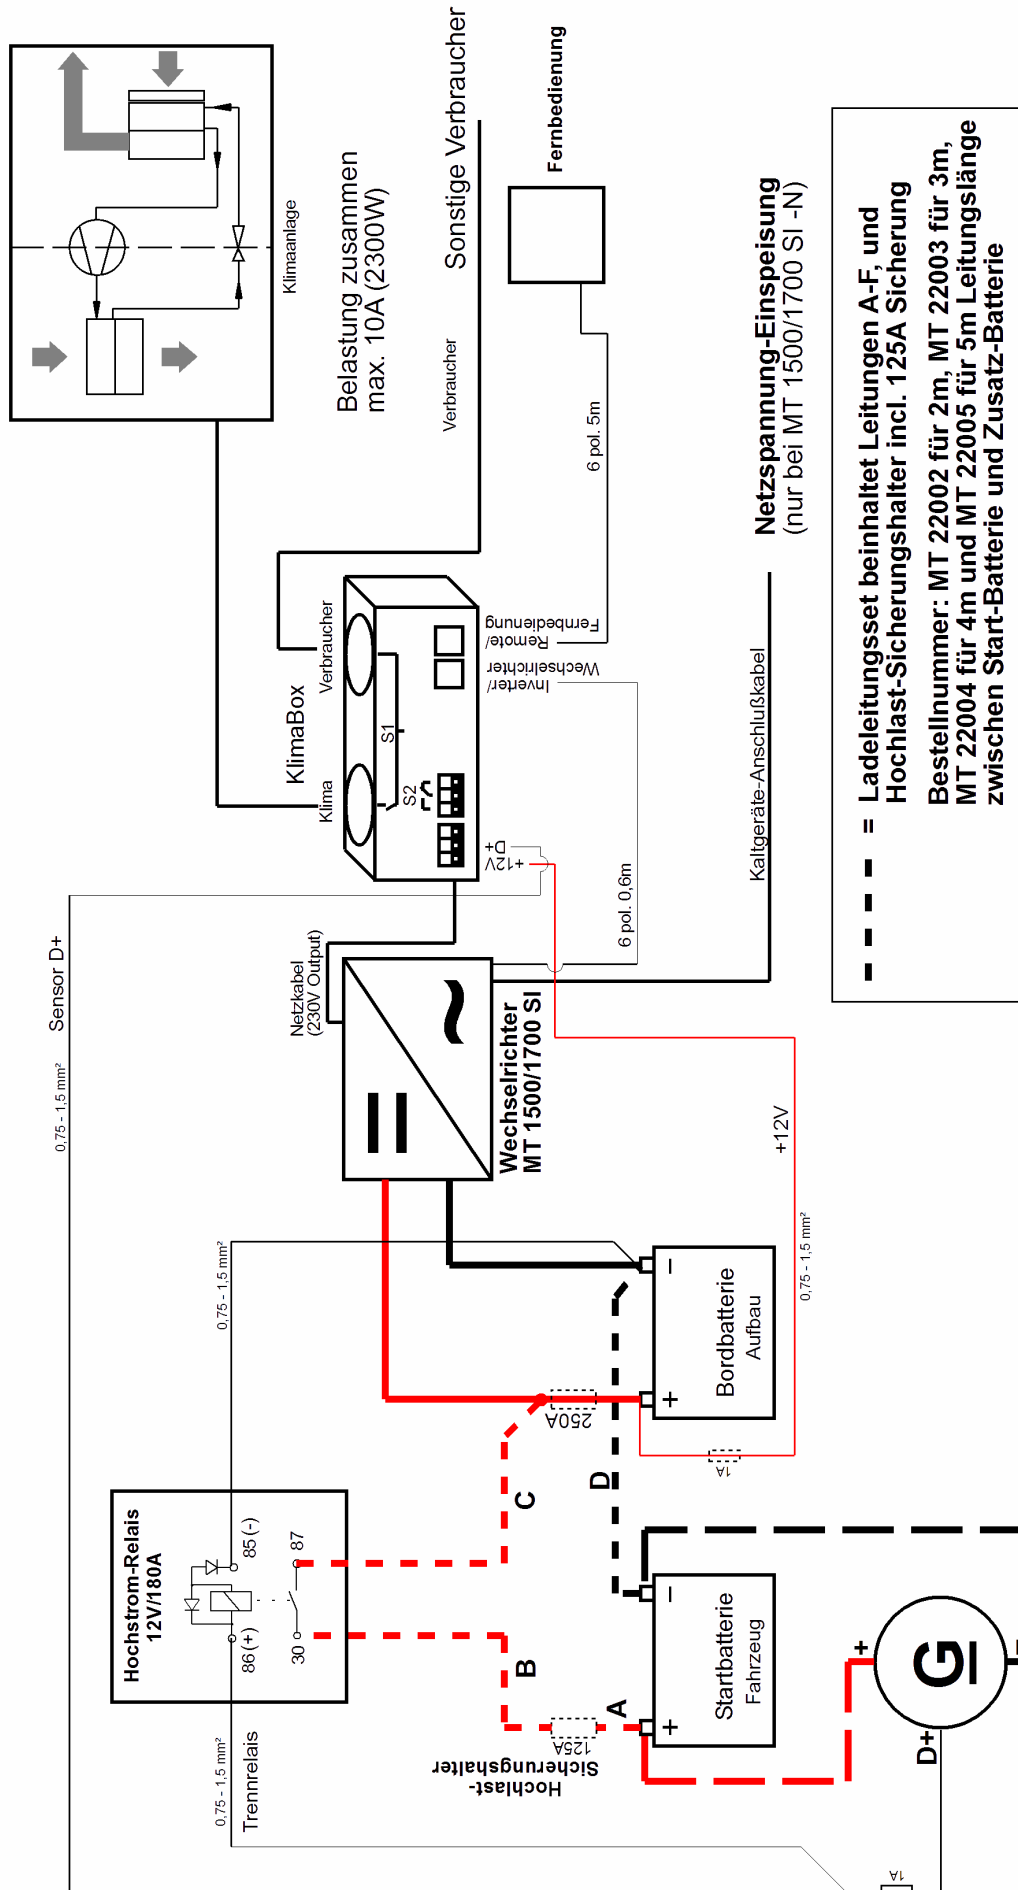 Klimaanlage
Belastung zusammen
max. 10A (2300W)
Sonstige Verbraucher
Verbraucher
Fernbedienung
6 pol. 5m
Netzspannung-Einspeisung
(nur bei MT 1500/1700 SI -N)
KlimaBox
Klima
Verbraucher
S1
S2
D+
+12V
Inverter/
Wechselrichter
Remote/
Fernbedienung
Kaltgeräte-Anschlußkabel
6 pol. 0,6m
Sensor D+
0,75 - 1,5 mm²
Netzkabel
(230V Output)
=
~
Wechselrichter
MT 1500/1700 SI
+12V
0,75 - 1,5 mm²
0,75 - 1,5 mm²
Bordbatterie
Aufbau
+
-
250A
1A
C
D
Hochstrom-Relais
12V/180A
86(+)
85(-)
30
87
B
A
125A
Hochlast-
Sicherungshalter
Startbatterie
Fahrzeug
+
-
0,75 - 1,5 mm²
Trennrelais
G
+
-
D+
1A
= Ladeleitungsset beinhaltet Leitungen A-F, und
Hochlast-Sicherungshalter incl. 125A Sicherung
Bestellnummer: MT 22002 für 2m, MT 22003 für 3m,
MT 22004 für 4m und MT 22005 für 5m Leitungslänge
zwischen Start-Batterie und Zusatz-Batterie